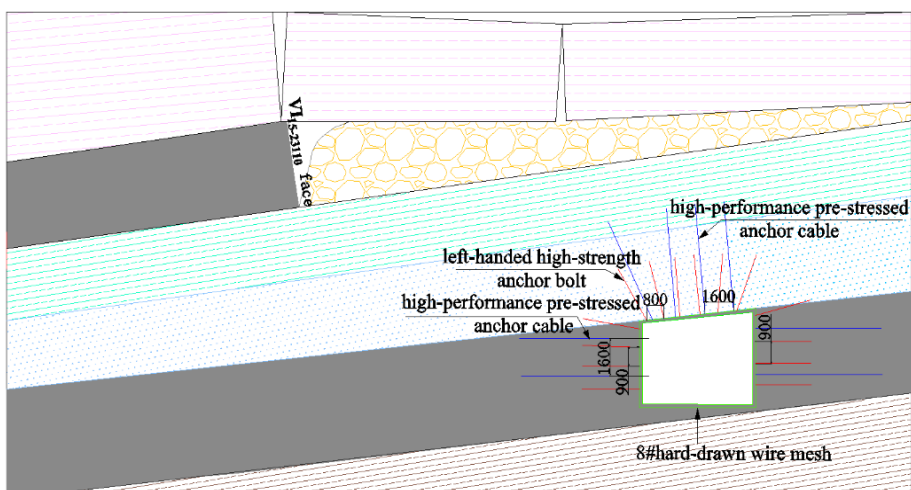 VI15-23110 face
high-performance pre-stressed
anchor cable
left-handed high-strength
anchor bolt
high-performance pre-stressed
anchor cable
1800
1600
900
1600
900
8#hard-drawn wire mesh